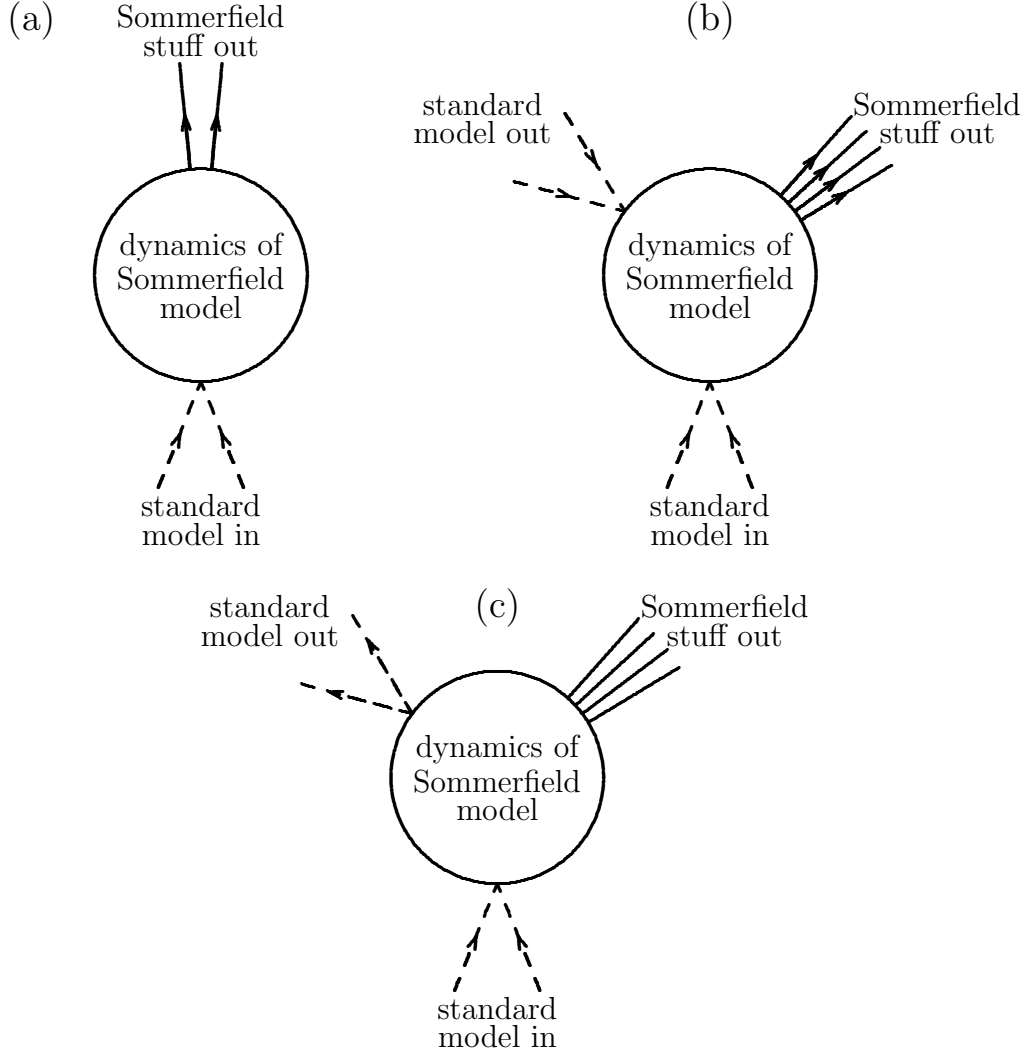 (a)
Sommerfield
stuff out
dynamics of
Sommerfield
model
standard
model in
(b)
standard
model out
Sommerfield
stuff out
dynamics of
Sommerfield
model
standard
model in
(c)
standard
model out
Sommerfield
stuff out
dynamics of
Sommerfield
model
standard
model in